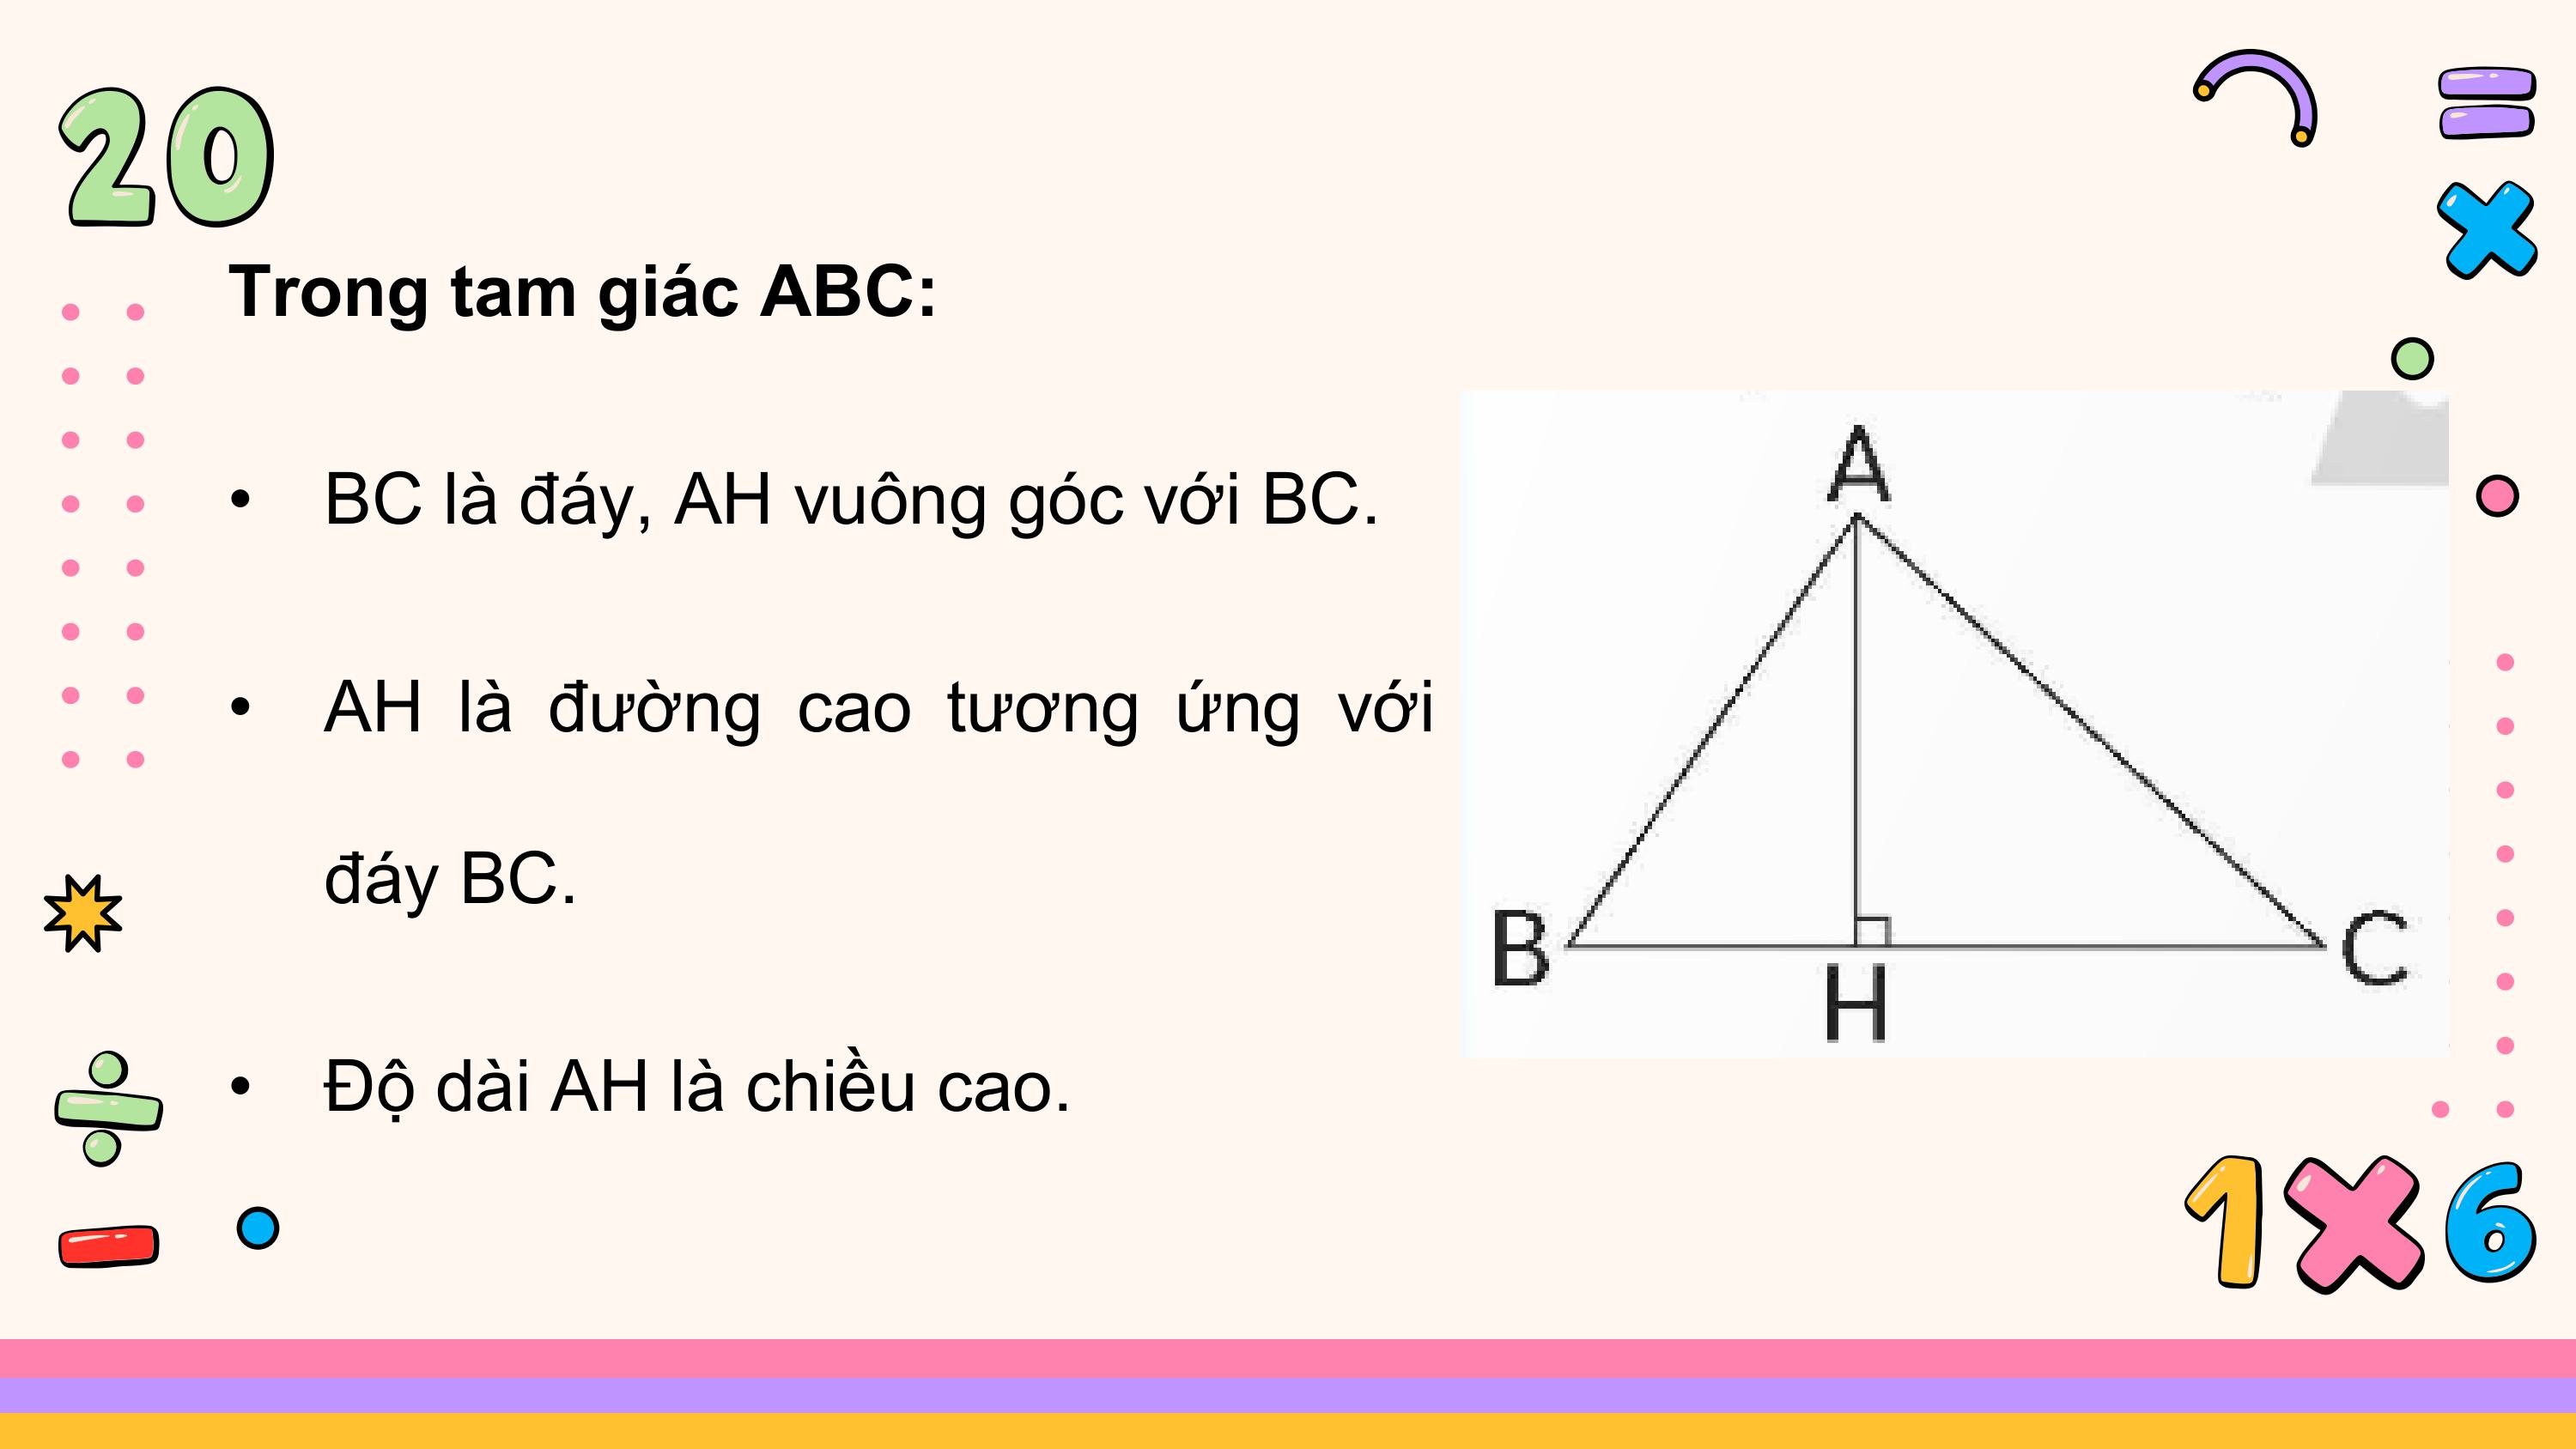 20
Trong tam giác ABC:
• BC là đáy, AH vuông góc với BC.
• AH là đường cao tương ứng với
đáy BC.
• Độ dài AH là chiều cao.
A
B
H
C
=
×
÷
−
1×6